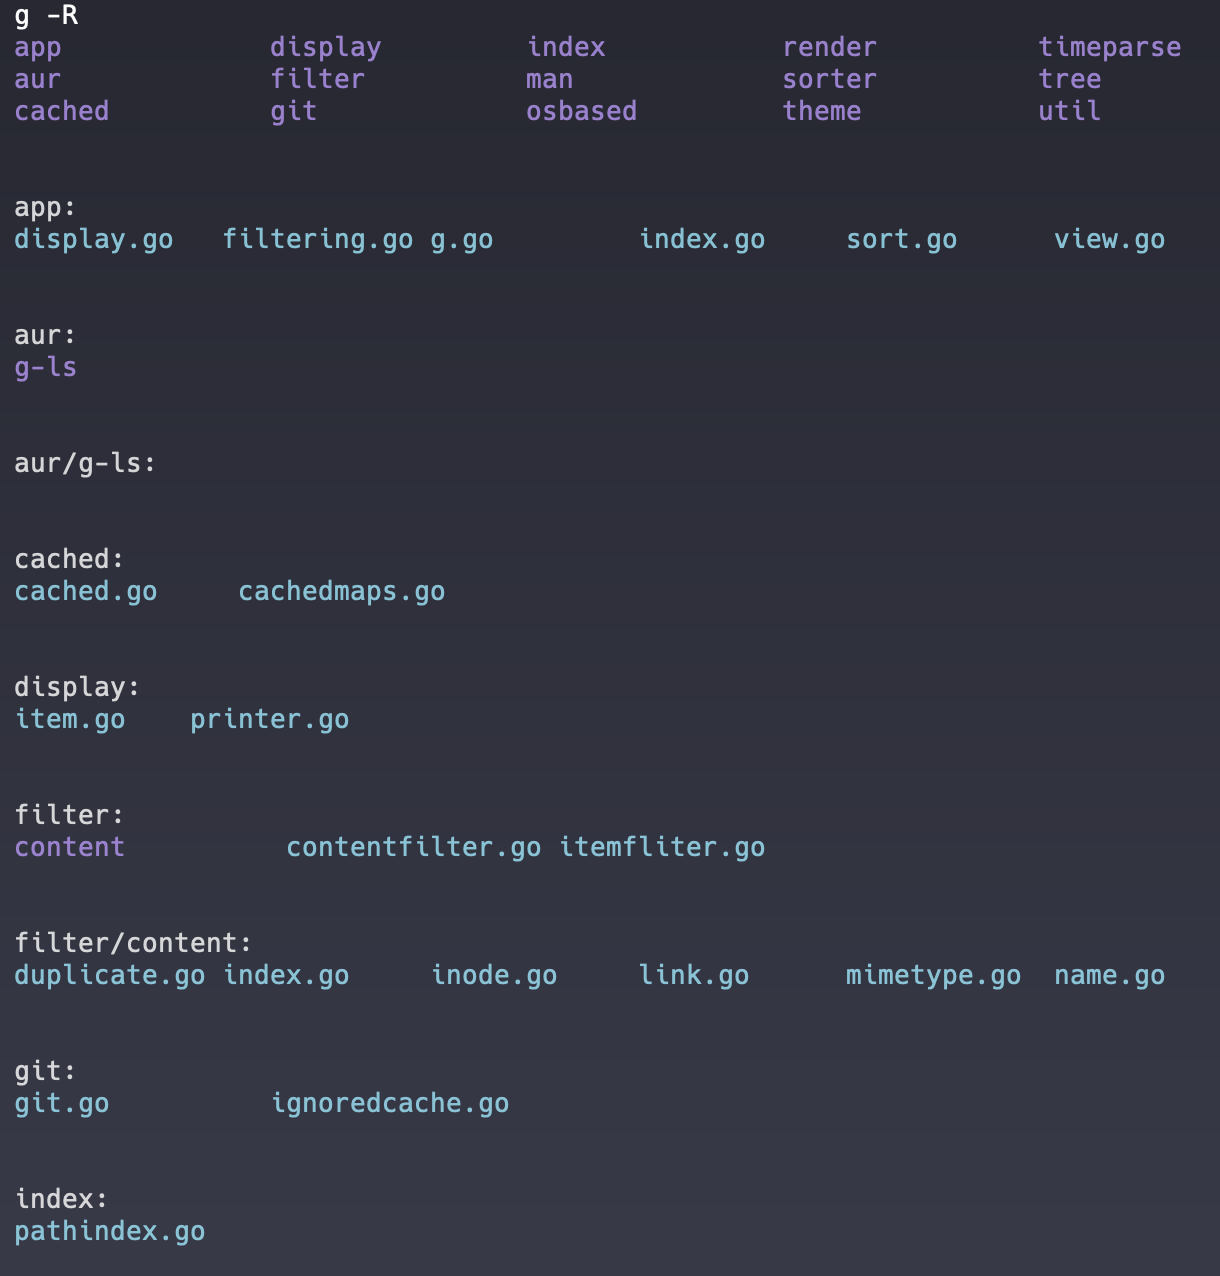 g -R
app display index render timeparse
aur filter man sorter tree
cached git osbased theme util
app:
display.go filtering.go g.go index.go sort.go view.go
aur:
g-ls
aur/g-ls:
cached:
cached.go cachedmaps.go
display:
item.go printer.go
filter:
content contentfilter.go itemfliter.go
filter/content:
duplicate.go index.go inode.go link.go mimetype.go name.go
git:
git.go ignoredcache.go
index:
pathindex.go